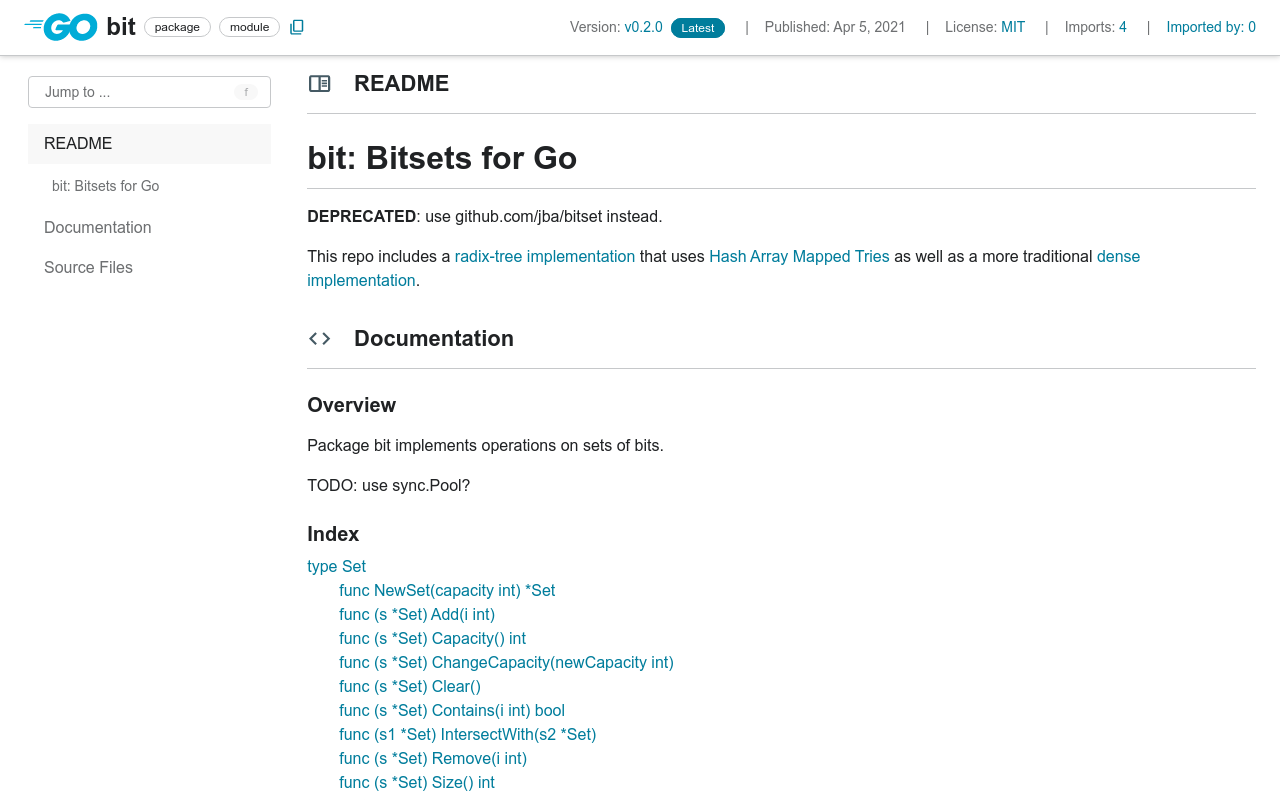 GO bit package module
Version: v0.2.0 Latest | Published: Apr 5, 2021 | License: MIT | Imports: 4 | Imported by: 0
Jump to ... f
README
bit: Bitsets for Go
Documentation
Source Files
README
bit: Bitsets for Go
DEPRECATED: use github.com/jba/bitset instead.
This repo includes a radix-tree implementation that uses Hash Array Mapped Tries as well as a more traditional dense
implementation.
Documentation
Overview
Package bit implements operations on sets of bits.
TODO: use sync.Pool?
Index
type Set
func NewSet(capacity int) *Set
func (s *Set) Add(i int)
func (s *Set) Capacity() int
func (s *Set) ChangeCapacity(newCapacity int)
func (s *Set) Clear()
func (s *Set) Contains(i int) bool
func (s1 *Set) IntersectWith(s2 *Set)
func (s *Set) Remove(i int)
func (s *Set) Size() int